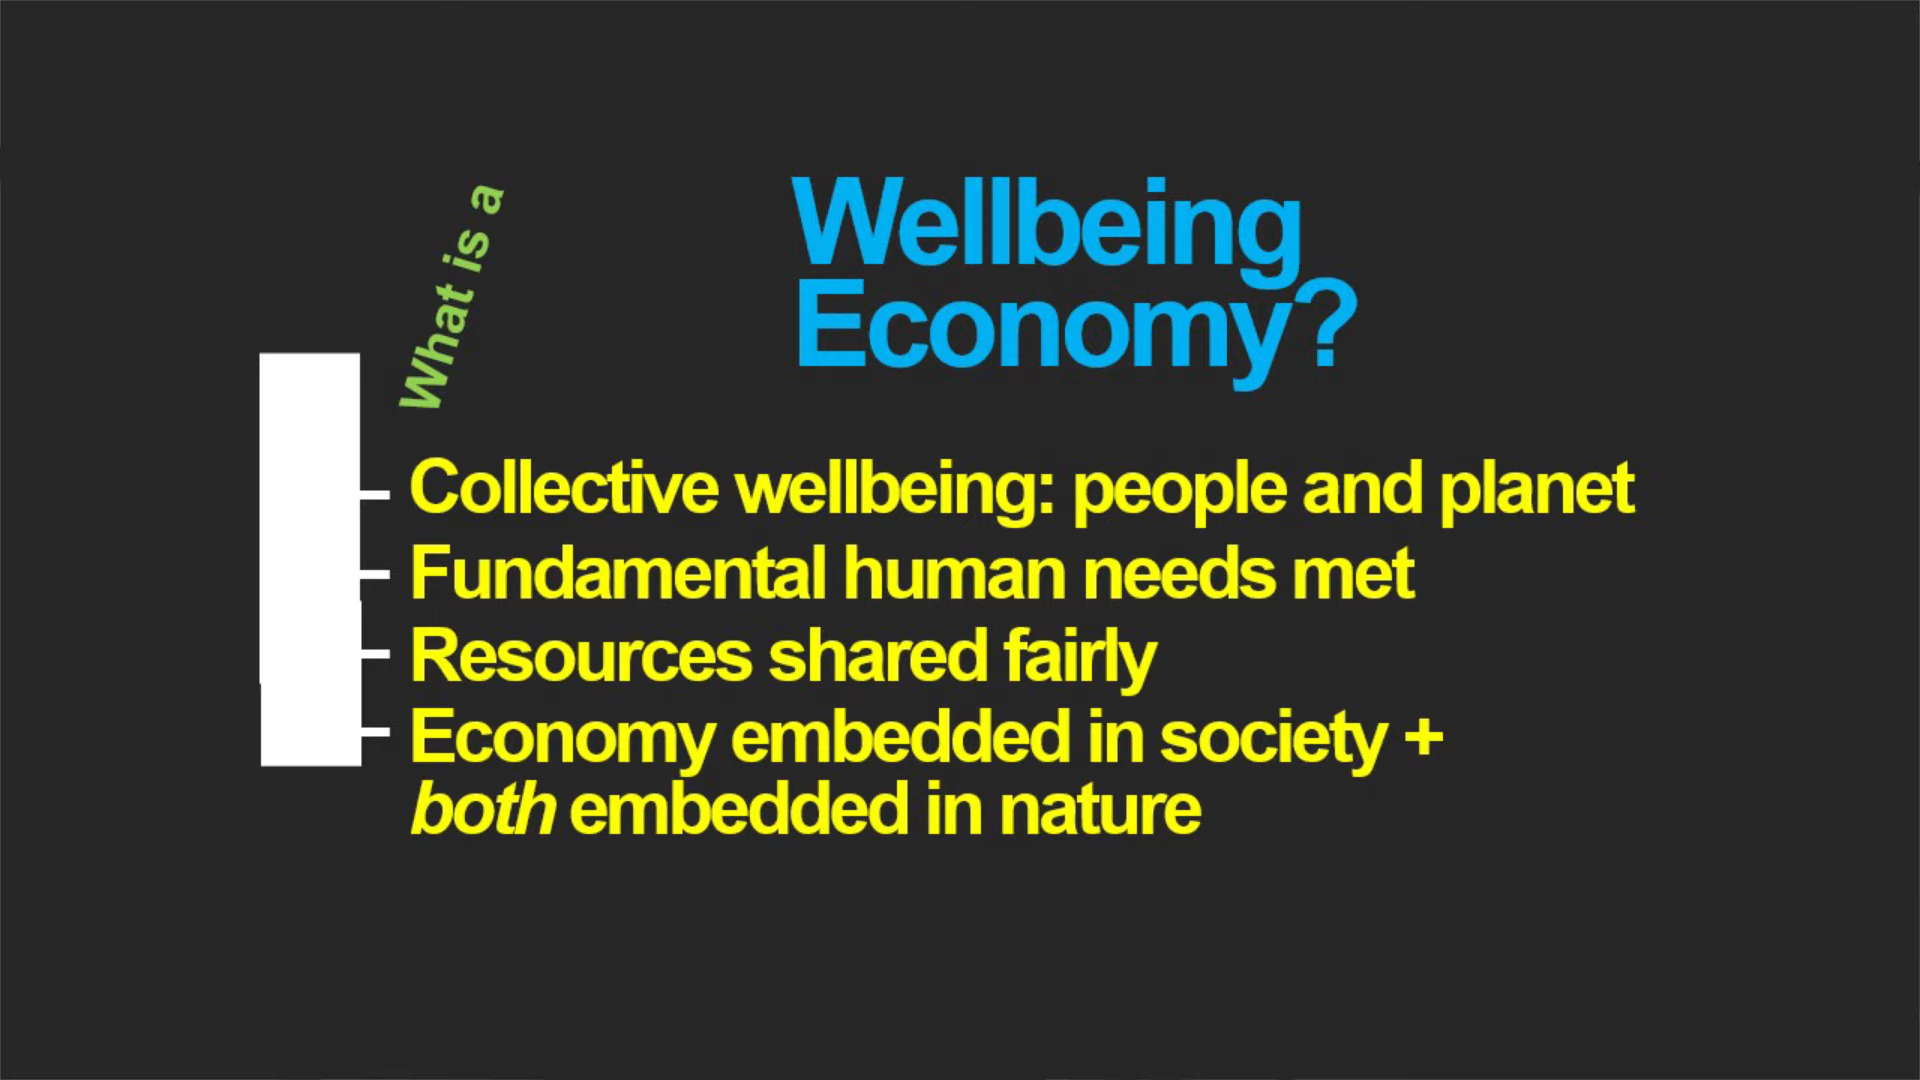 What is a
Wellbeing
Economy?
Collective wellbeing: people and planet
Fundamental human needs met
Resources shared fairly
Economy embedded in society +
both embedded in nature